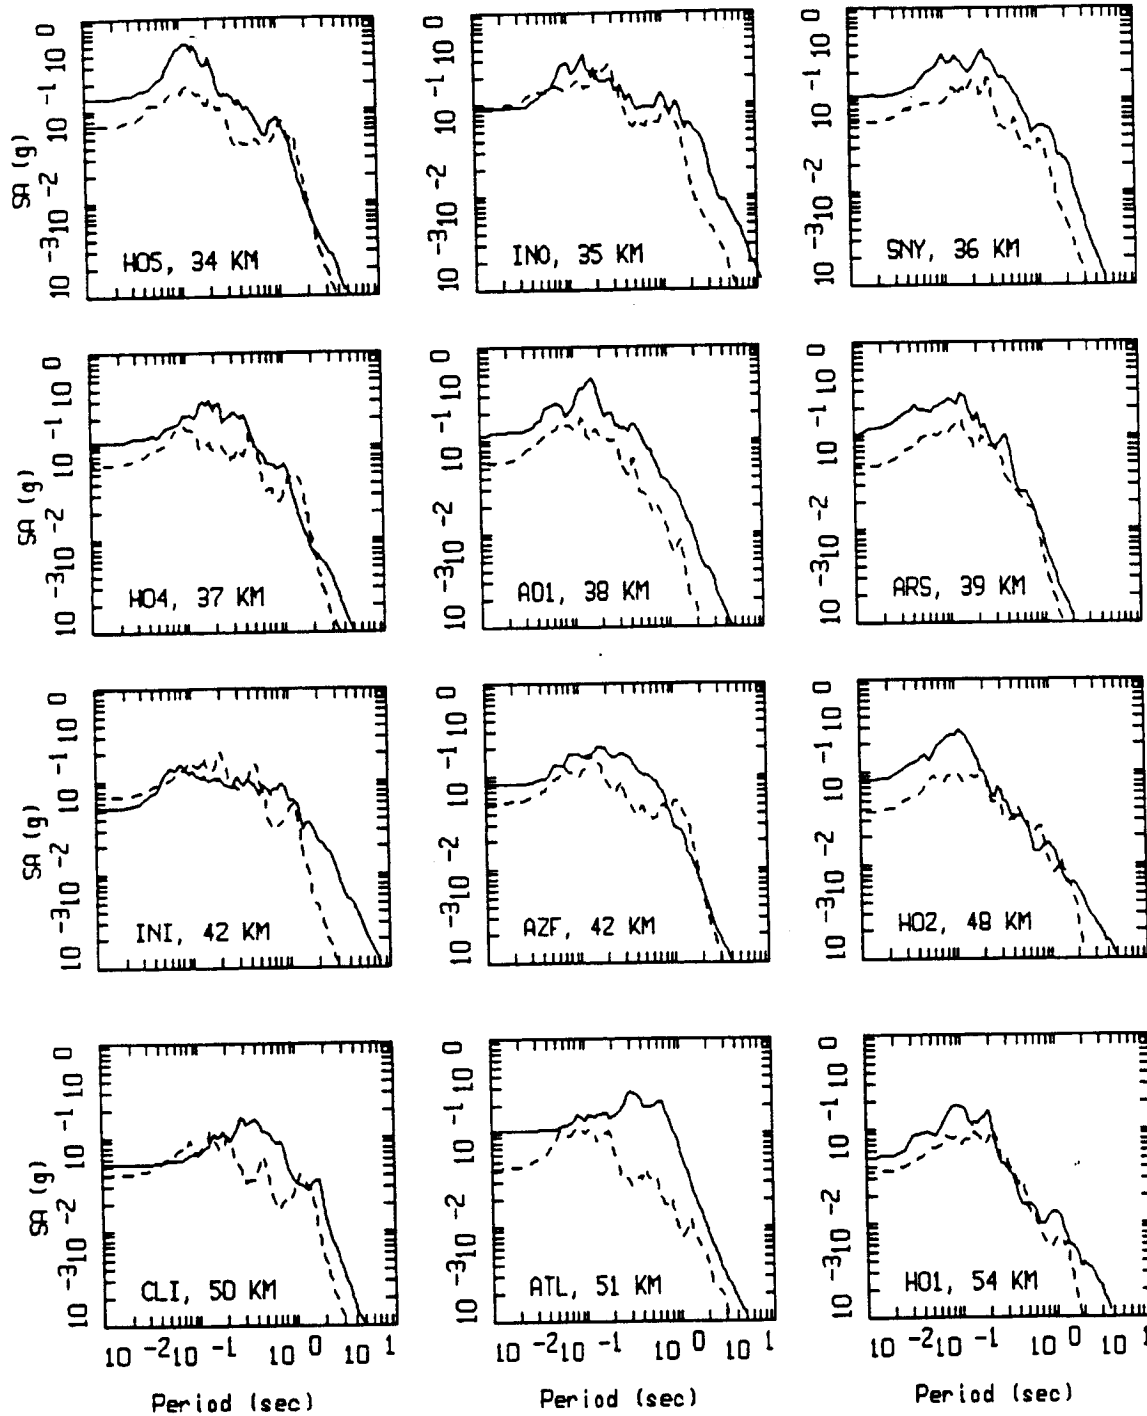 SA (g)
10 0
10 -1
10 -2
10 -3
HO5, 34 KM
10 0
10 -1
10 -2
10 -3
INO, 35 KM
10 0
10 -1
10 -2
10 -3
SNY, 36 KM
SA (g)
10 0
10 -1
10 -2
10 -3
HO4, 37 KM
10 0
10 -1
10 -2
10 -3
AO1, 38 KM
10 0
10 -1
10 -2
10 -3
ARS, 39 KM
SA (g)
10 0
10 -1
10 -2
10 -3
INI, 42 KM
10 0
10 -1
10 -2
10 -3
AZF, 42 KM
10 0
10 -1
10 -2
10 -3
HO2, 48 KM
SA (g)
10 0
10 -1
10 -2
10 -3
CLI, 50 KM
10 0
10 -1
10 -2
10 -3
ATL, 51 KM
10 0
10 -1
10 -2
10 -3
HO1, 54 KM
10 -2 10 -1 10 0 10 1
10 -2 10 -1 10 0 10 1
10 -2 10 -1 10 0 10 1
Period (sec)
Period (sec)
Period (sec)